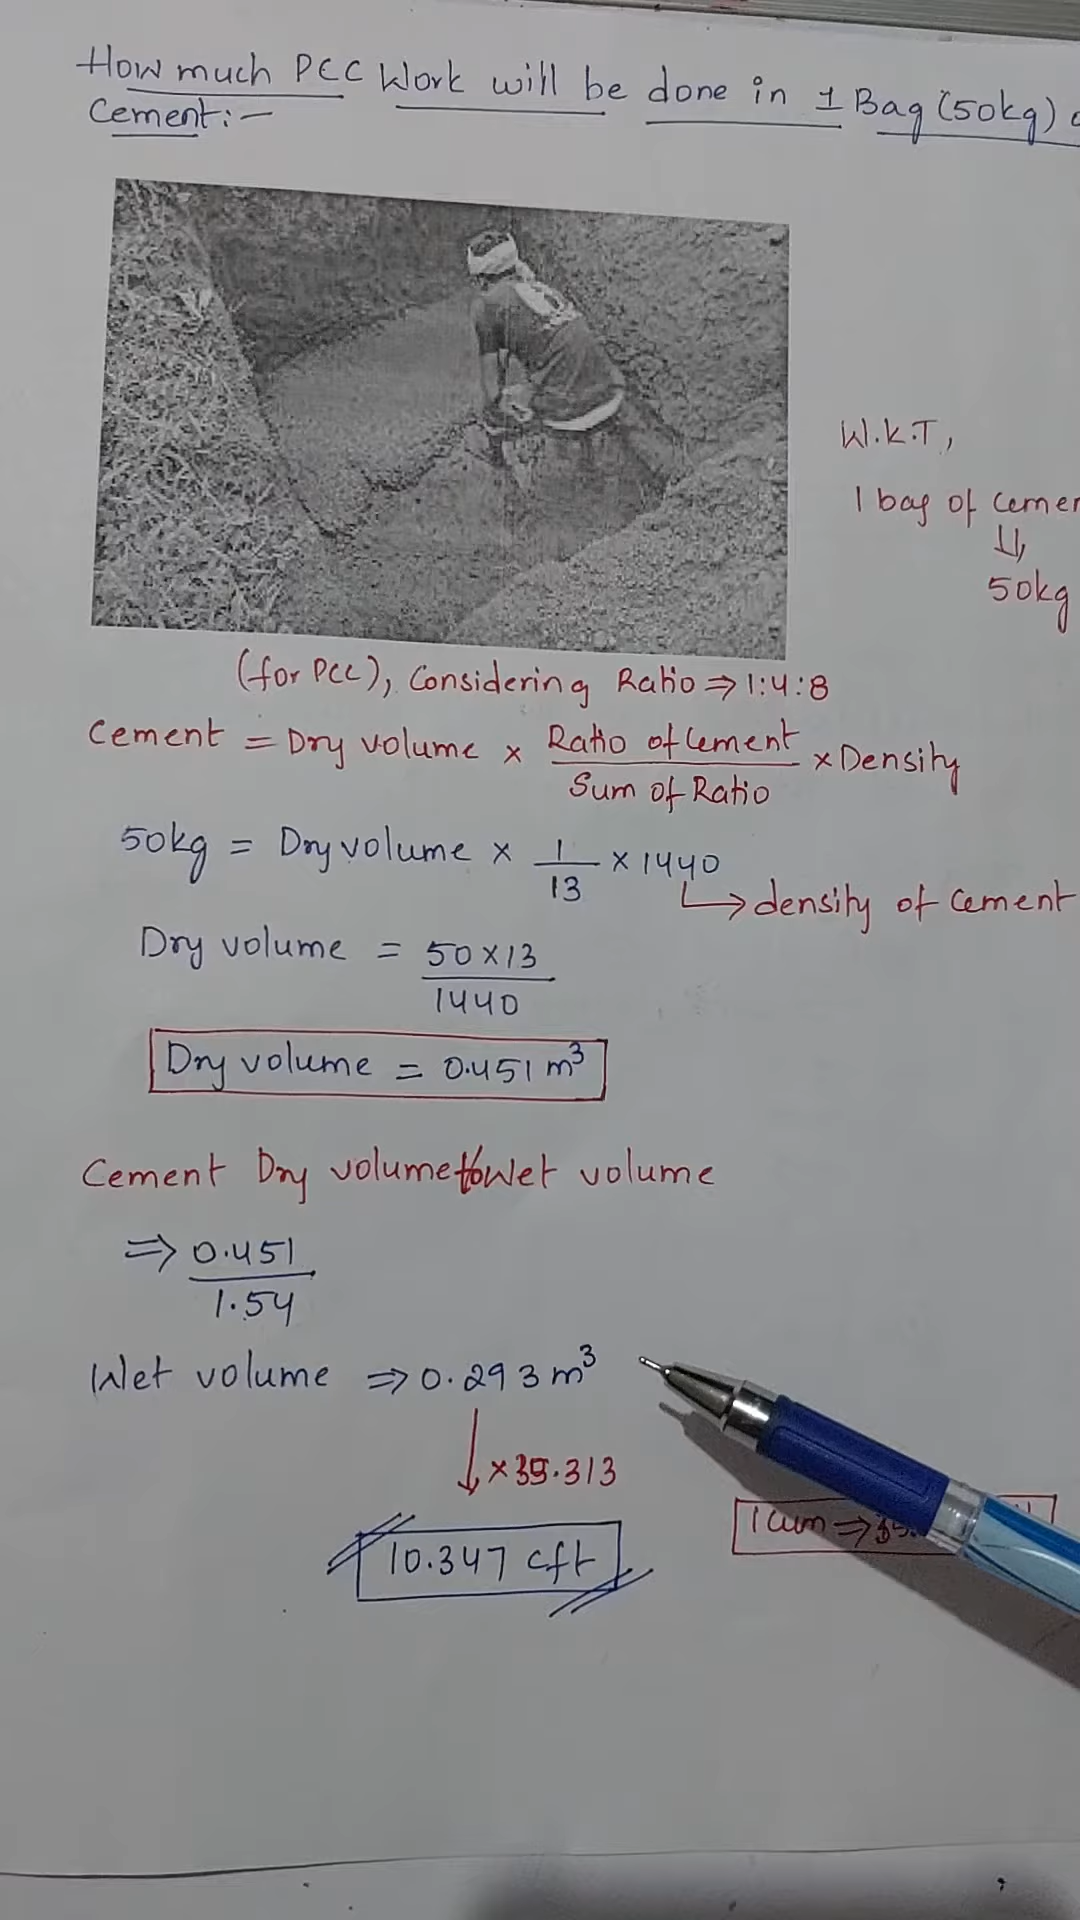 How much PCC Work will be done in 1 Bag (50kg)
Cement:-
W.K.T,
1 bag of
⇓
50kg
(for PCC), Considering Ratio ⇒ 1:4:8
Cement = Dry volume × Ratio of Cement / Sum of Ratio × Density
50kg = Dry volume × 1/13 × 1440
↳ density of cement
Dry volume = 50×13 / 1440
Dry volume = 0.451 m³
Cement Dry volume to Wet volume
⇒ 0.451 / 1.54
Wet volume ⇒ 0.293 m³
↓ ×35.313
1 cum ⇒ 35.
10.347 cft